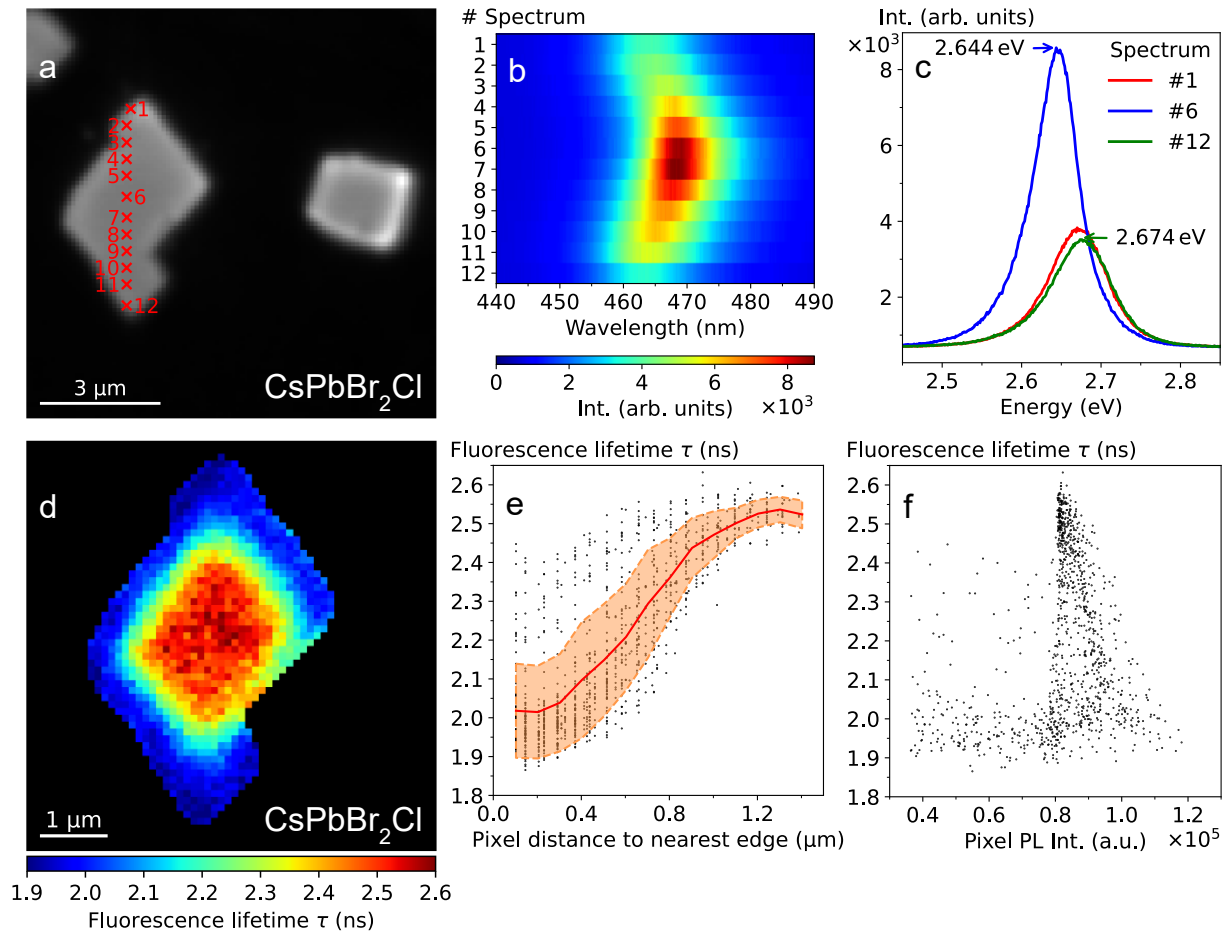 a
1
2
3
4
5
6
7
8
9
10
11
12
3 µm
CsPbBr₂Cl
# Spectrum
b
1
2
3
4
5
6
7
8
9
10
11
12
440 450 460 470 480 490
Wavelength (nm)
0 2 4 6 8
Int. (arb. units) ×10³
Int. (arb. units)
×10³
c
2.644 eV
Spectrum
#1
#6
#12
2.674 eV
8
6
4
2
2.5 2.6 2.7 2.8
Energy (eV)
d
1 µm
CsPbBr₂Cl
1.9 2.0 2.1 2.2 2.3 2.4 2.5 2.6
Fluorescence lifetime τ (ns)
Fluorescence lifetime τ (ns)
e
2.6
2.5
2.4
2.3
2.2
2.1
2.0
1.9
1.8
0.0 0.4 0.8 1.2
Pixel distance to nearest edge (µm)
Fluorescence lifetime τ (ns)
f
2.6
2.5
2.4
2.3
2.2
2.1
2.0
1.9
1.8
0.4 0.6 0.8 1.0 1.2
Pixel PL Int. (a.u.) ×10⁵